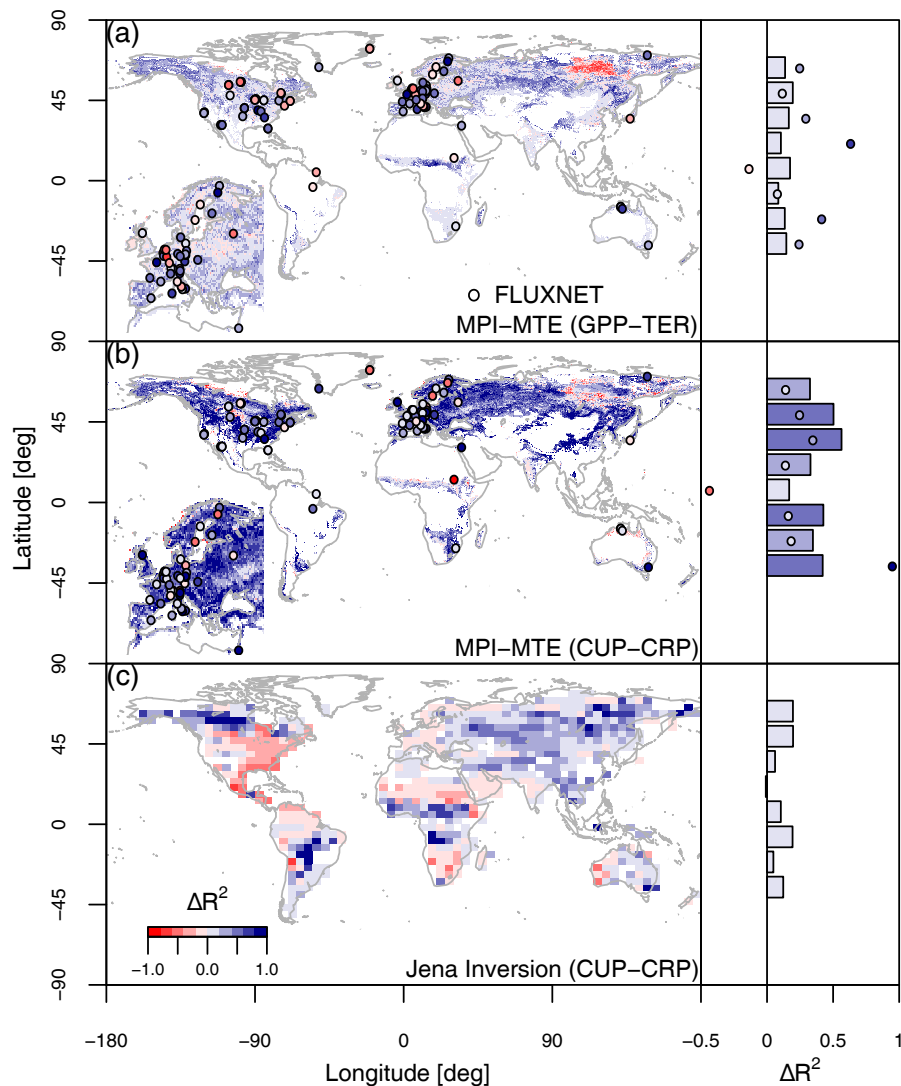 (a)
90
45
0
−45
FLUXNET
MPI−MTE (GPP−TER)
(b)
90
45
0
−45
MPI−MTE (CUP−CRP)
(c)
90
45
0
−45
−90
ΔR²
−1.0 0.0 1.0
Jena Inversion (CUP−CRP)
Latitude [deg]
−180 −90 0 90 −0.5 0 1
Longitude [deg] ΔR²